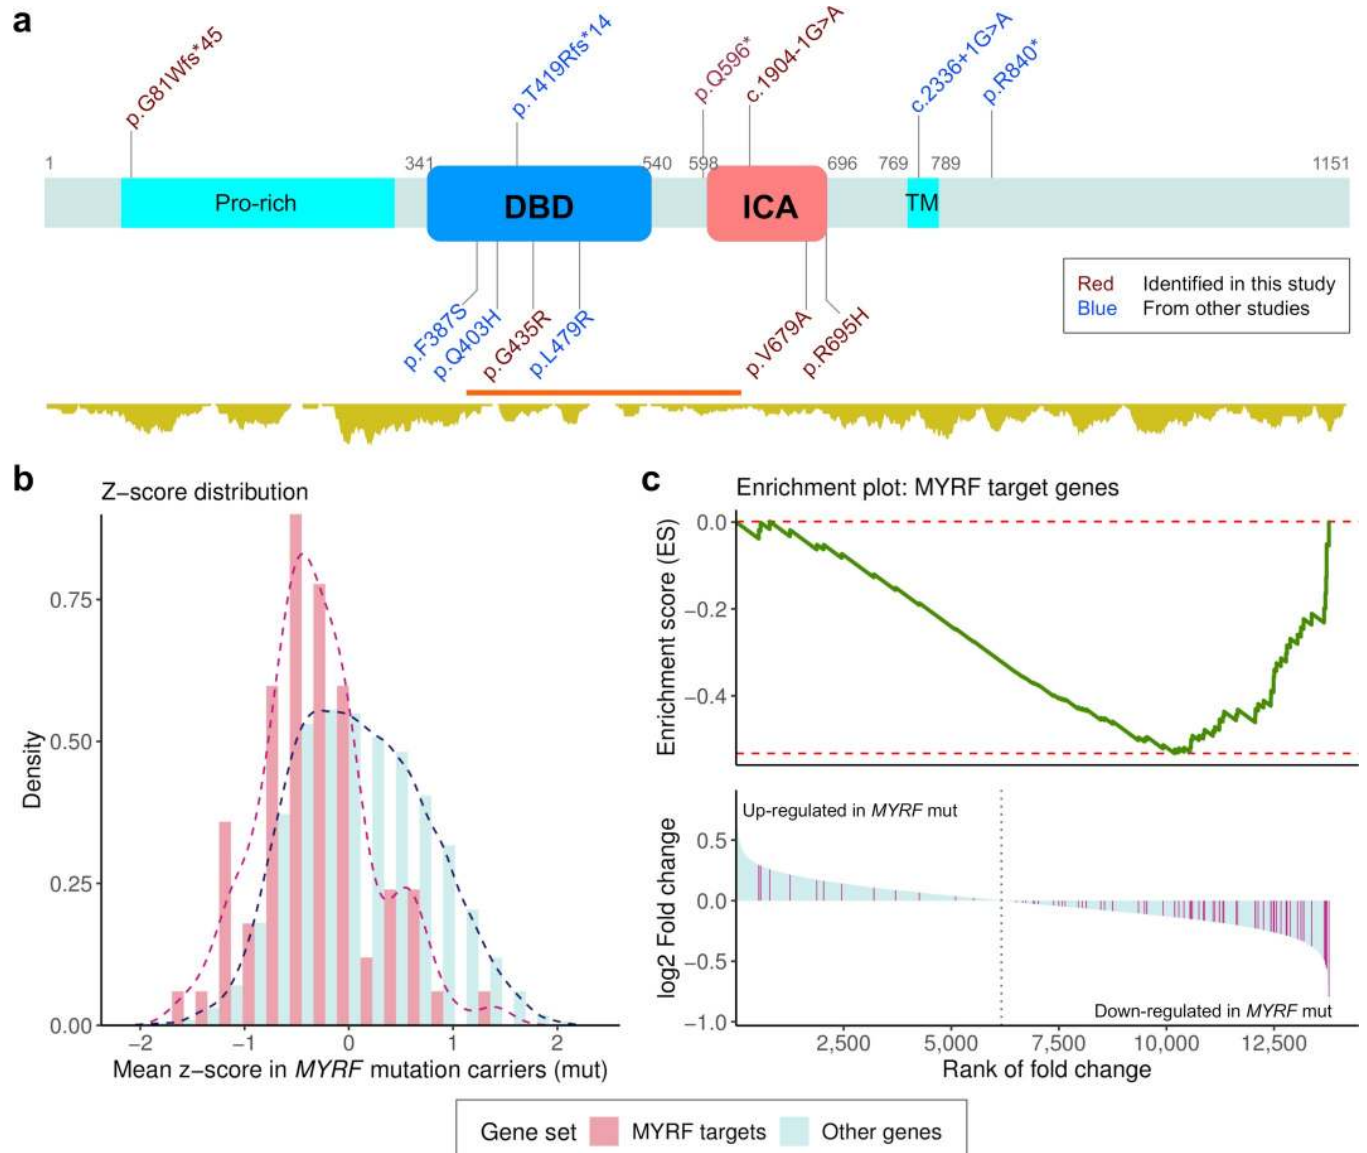 a
p.G81Wfs*45
p.T419Rfs*14
p.Q596*
c.1904-1G>A
c.2336+1G>A
p.R840*
1
341
540
598
696
769
789
1151
Pro-rich
DBD
ICA
TM
Red Identified in this study
Blue From other studies
p.F387S
p.Q403H
p.G435R
p.L479R
p.V679A
p.R695H
b
Z−score distribution
Density
0.75
0.50
0.25
0.00
−2
−1
0
1
2
Mean z−score in MYRF mutation carriers (mut)
c
Enrichment plot: MYRF target genes
Enrichment score (ES)
0.0
−0.2
−0.4
log2 Fold change
0.5
0.0
−0.5
−1.0
Up-regulated in MYRF mut
Down-regulated in MYRF mut
2,500
5,000
7,500
10,000
12,500
Rank of fold change
Gene set MYRF targets Other genes